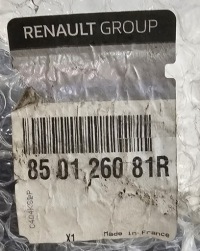 RENAULT GROUP
85 01 260 81R
X1 Made in France